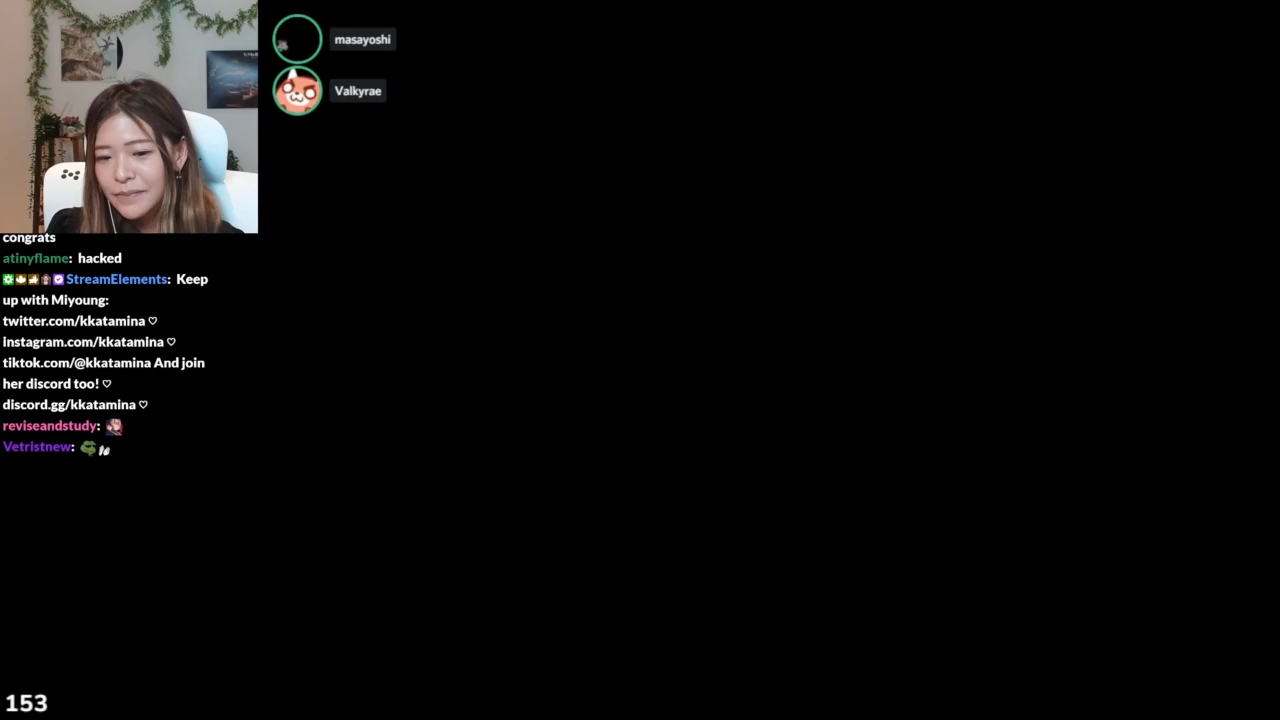 masayoshi
Valkyrae
congrats
atinyflame: hacked
StreamElements: Keep
up with Miyoung:
twitter.com/kkatamina ♡
instagram.com/kkatamina ♡
tiktok.com/@kkatamina And join
her discord too! ♡
discord.gg/kkatamina ♡
reviseandstudy:
Vetristnew:
153